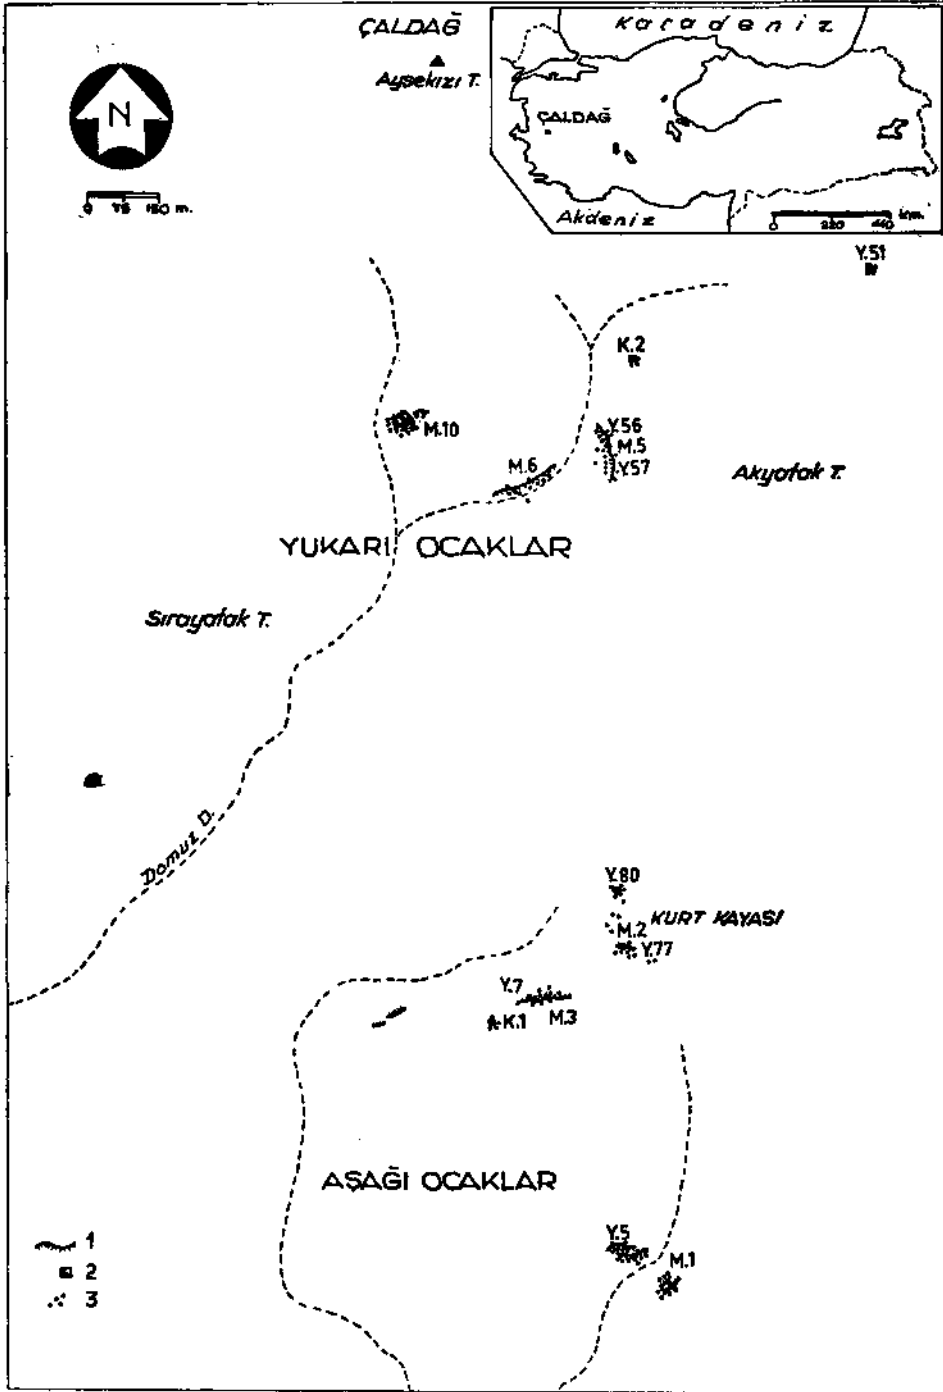 ÇALDAĞ
Ayşekızı T.
N
0 75 150 m.
Karadeniz
ÇALDAĞ
Akdeniz
0 220 440 km.
Y.51
K.2
M.10
Y.56
M.5
Y.57
M.6
Akyatak T.
YUKARI OCAKLAR
Sırayatak T.
Domuz D.
Y.80
KURT KAYASI
M.2
Y.77
Y.7
K.1
M.3
AŞAĞI OCAKLAR
Y.5
M.1
1
2
3